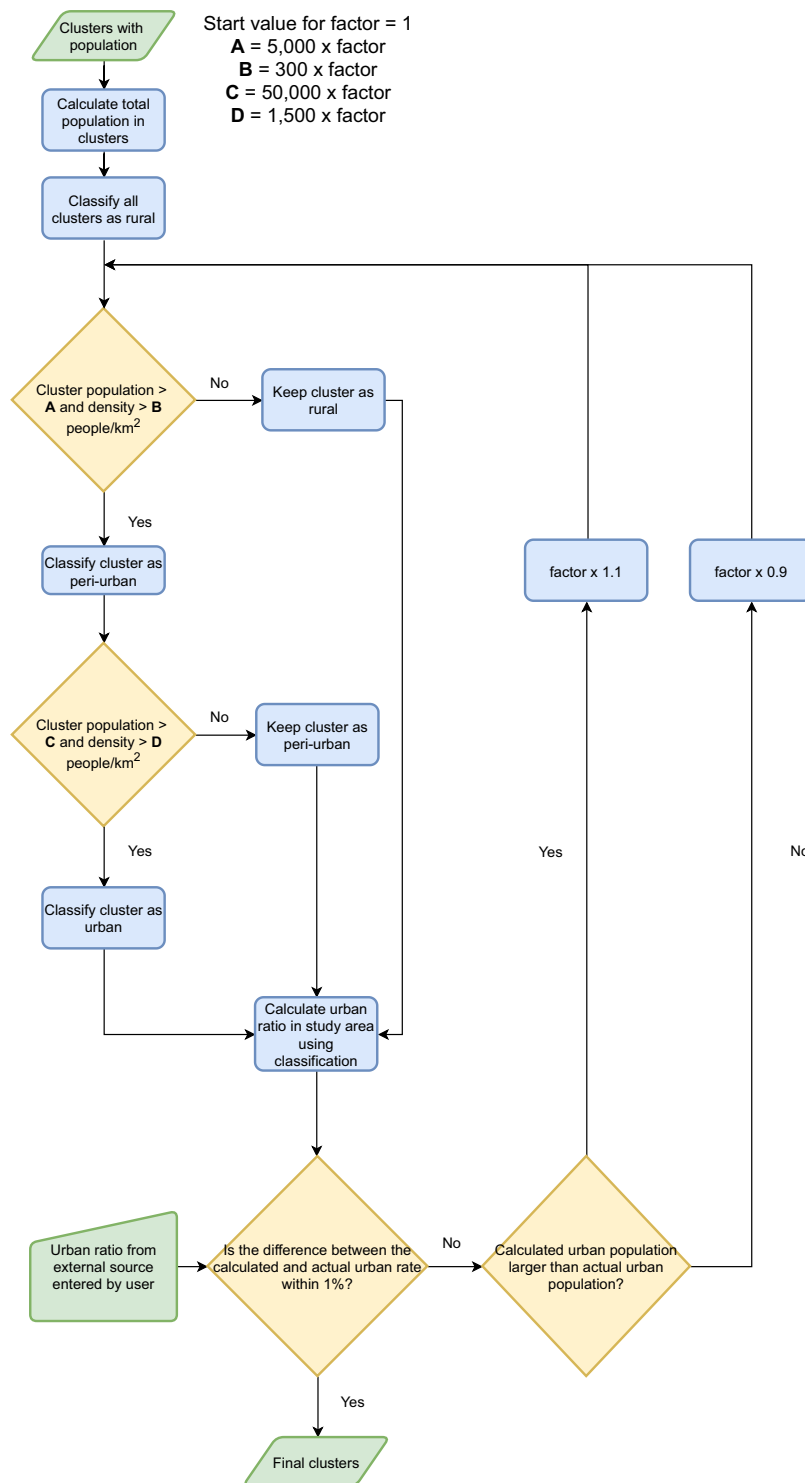 Clusters with
population
Start value for factor = 1
A = 5,000 x factor
B = 300 x factor
C = 50,000 x factor
D = 1,500 x factor
Calculate total
population in
clusters
Classify all
clusters as rural
Cluster population >
A and density > B
people/km²
No
Keep cluster as
rural
Yes
Classify cluster as
peri-urban
factor x 1.1
factor x 0.9
Cluster population >
C and density > D
people/km²
No
Keep cluster as
peri-urban
Yes
Yes
No
Classify cluster as
urban
Calculate urban
ratio in study area
using
classification
Urban ratio from
external source
entered by user
Is the difference between the
calculated and actual urban rate
within 1%?
No
Calculated urban population
larger than actual urban
population?
Yes
Final clusters